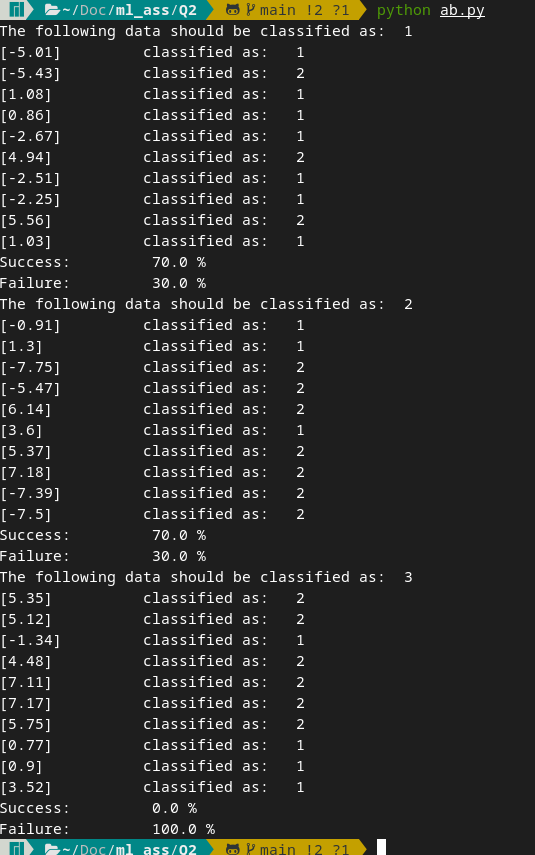 ~/Doc/ml_ass/Q2 main !2 ?1 python ab.py
The following data should be classified as: 1
[-5.01] classified as: 1
[-5.43] classified as: 2
[1.08] classified as: 1
[0.86] classified as: 1
[-2.67] classified as: 1
[4.94] classified as: 2
[-2.51] classified as: 1
[-2.25] classified as: 1
[5.56] classified as: 2
[1.03] classified as: 1
Success: 70.0 %
Failure: 30.0 %
The following data should be classified as: 2
[-0.91] classified as: 1
[1.3] classified as: 1
[-7.75] classified as: 2
[-5.47] classified as: 2
[6.14] classified as: 2
[3.6] classified as: 1
[5.37] classified as: 2
[7.18] classified as: 2
[-7.39] classified as: 2
[-7.5] classified as: 2
Success: 70.0 %
Failure: 30.0 %
The following data should be classified as: 3
[5.35] classified as: 2
[5.12] classified as: 2
[-1.34] classified as: 1
[4.48] classified as: 2
[7.11] classified as: 2
[7.17] classified as: 2
[5.75] classified as: 2
[0.77] classified as: 1
[0.9] classified as: 1
[3.52] classified as: 1
Success: 0.0 %
Failure: 100.0 %
~/Doc/ml_ass/Q2 main !2 ?1